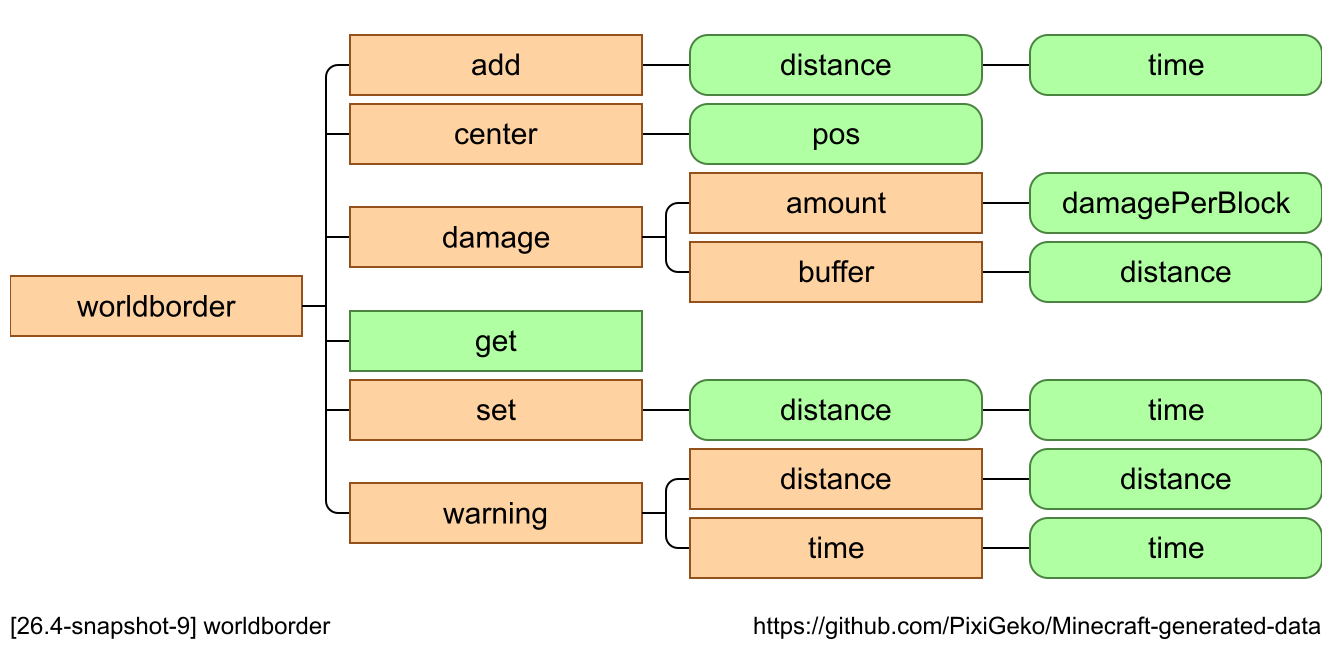 add distance time
center pos
amount damagePerBlock
damage
buffer distance
worldborder
get
set distance time
distance distance
warning
time time
[26.4-snapshot-9] worldborder https://github.com/PixiGeko/Minecraft-generated-data